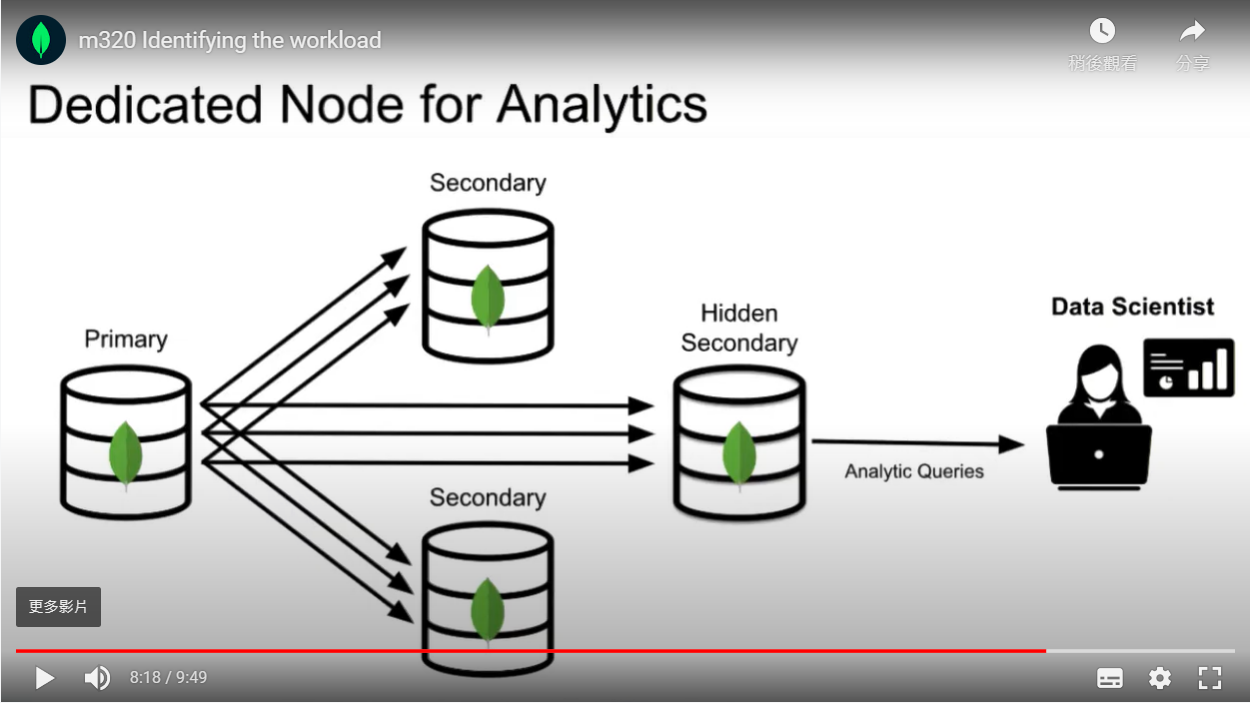 m320 Identifying the workload
稍後觀看
分享
Dedicated Node for Analytics
Secondary
Primary
Hidden
Secondary
Data Scientist
Analytic Queries
Secondary
更多影片
8:18 / 9:49